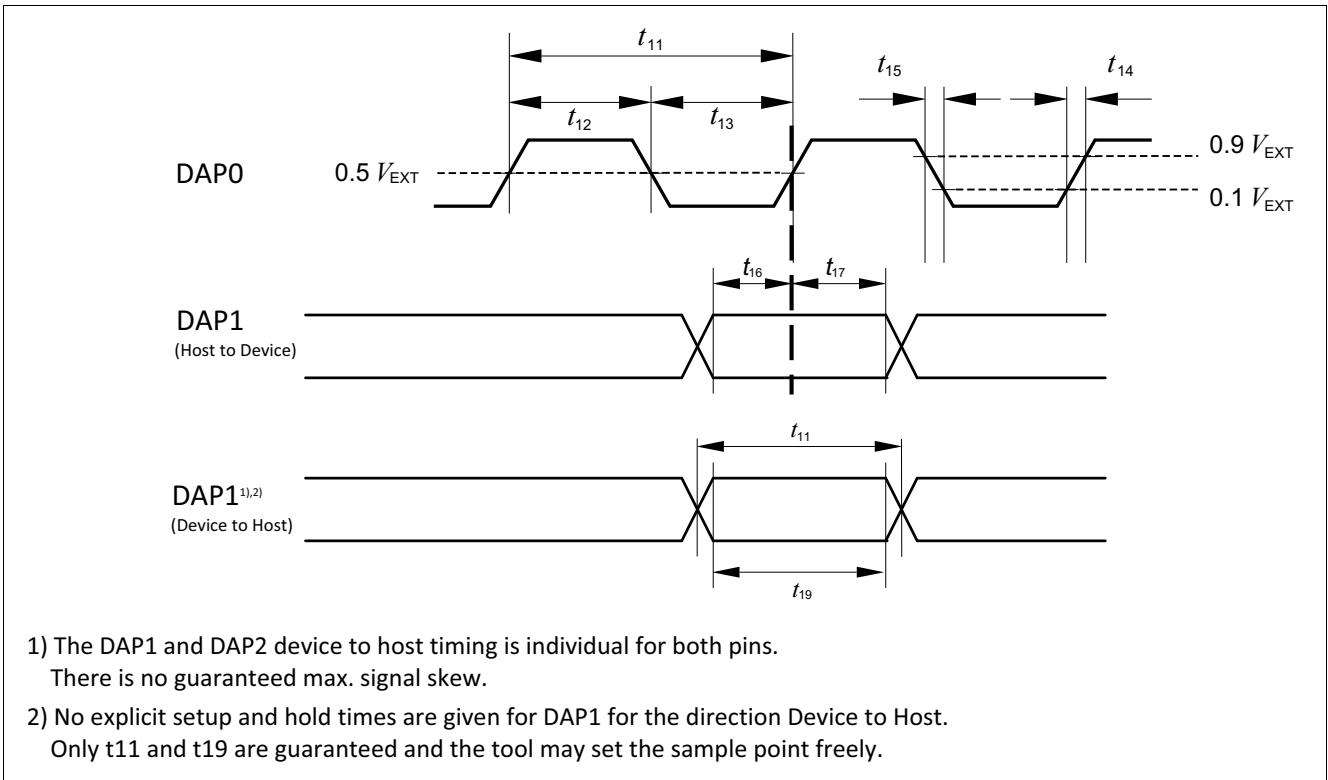 t11
t15
t14
t12
t13
DAP0
0.5 VEXT
0.9 VEXT
0.1 VEXT
t16
t17
DAP1
(Host to Device)
t11
DAP1 1),2)
(Device to Host)
t19
1) The DAP1 and DAP2 device to host timing is individual for both pins.
There is no guaranteed max. signal skew.
2) No explicit setup and hold times are given for DAP1 for the direction Device to Host.
Only t11 and t19 are guaranteed and the tool may set the sample point freely.